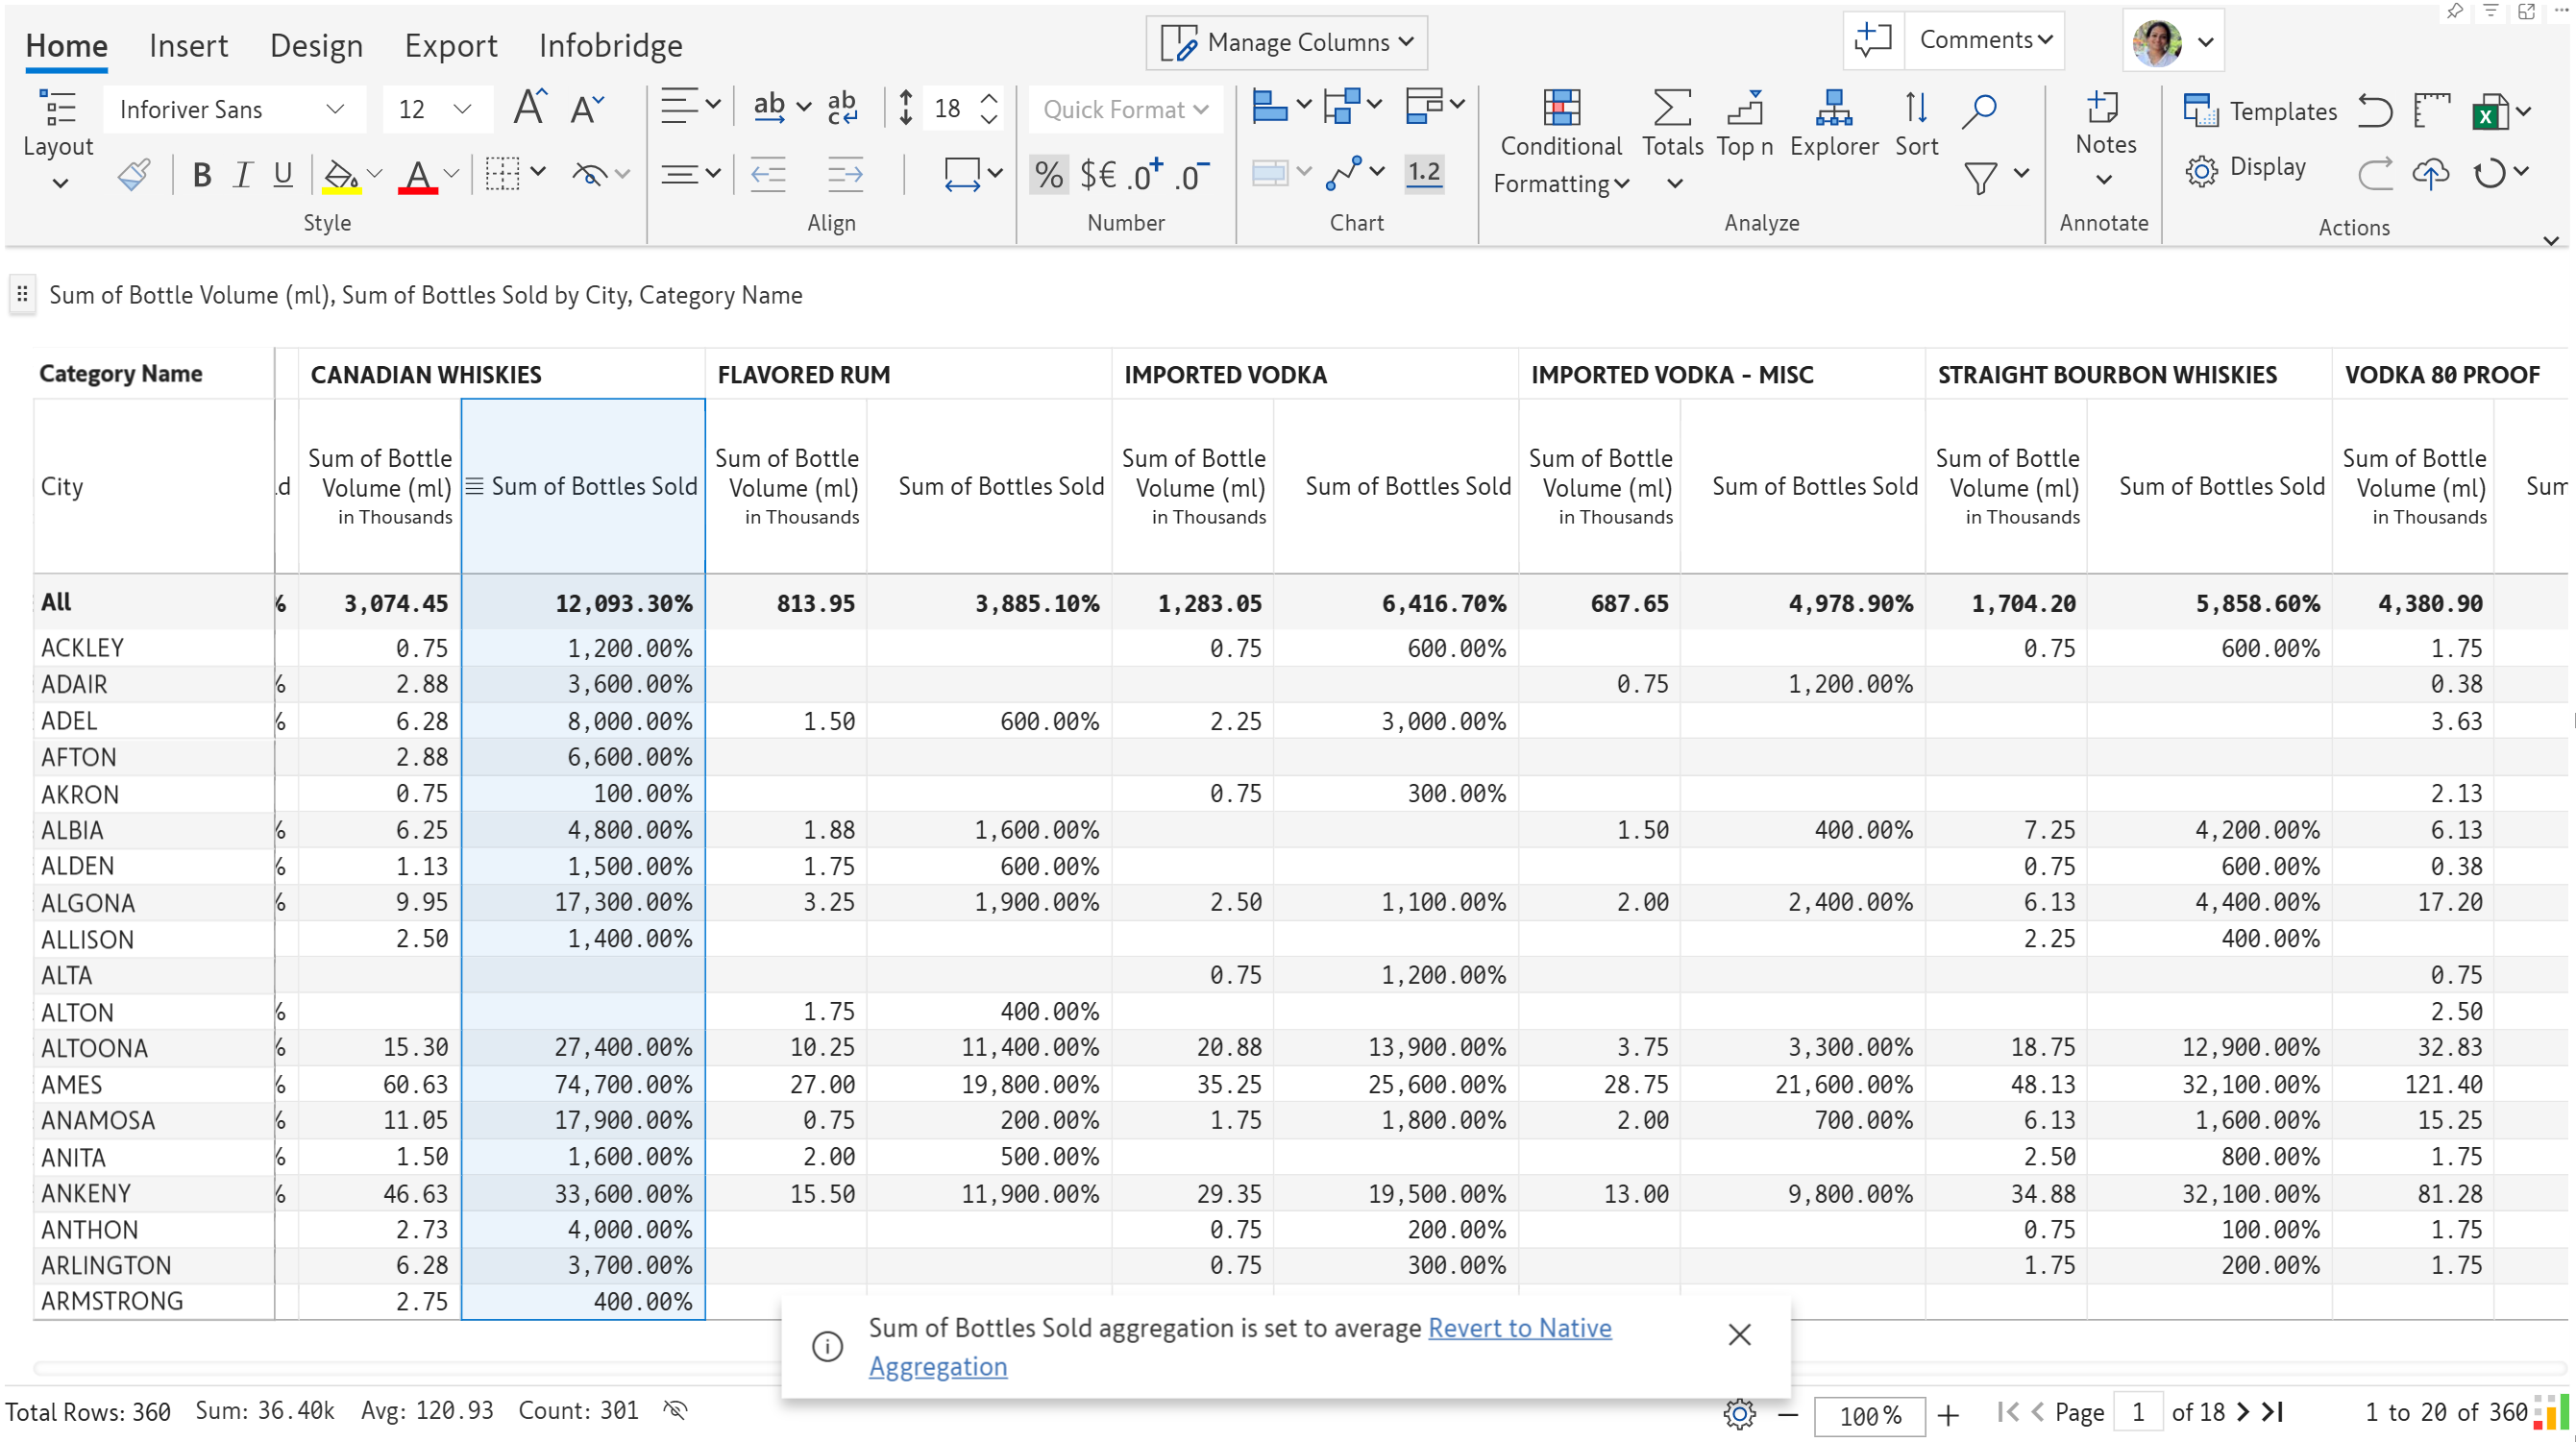 Home Insert Design Export Infobridge Manage Columns Comments
Inforiver Sans 12 18 Quick Format Templates
Layout Conditional Formatting Totals Top n Explorer Sort Notes Display
B I U A % $€ .0+ .0- 1.2
Style Align Number Chart Analyze Annotate Actions
Sum of Bottle Volume (ml), Sum of Bottles Sold by City, Category Name
Category Name CANADIAN WHISKIES FLAVORED RUM IMPORTED VODKA IMPORTED VODKA - MISC STRAIGHT BOURBON WHISKIES VODKA 80 PROOF
City d Sum of Bottle Volume (ml) in Thousands Sum of Bottles Sold Sum of Bottle Volume (ml) in Thousands Sum of Bottles Sold Sum of Bottle Volume (ml) in Thousands Sum of Bottles Sold Sum of Bottle Volume (ml) in Thousands Sum of Bottles Sold Sum of Bottle Volume (ml) in Thousands Sum of Bottles Sold Sum of Bottle Volume (ml) in Thousands Sum
All % 3,074.45 12,093.30% 813.95 3,885.10% 1,283.05 6,416.70% 687.65 4,978.90% 1,704.20 5,858.60% 4,380.90
ACKLEY 0.75 1,200.00% 0.75 600.00% 0.75 600.00% 1.75
ADAIR % 2.88 3,600.00% 0.75 1,200.00% 0.38
ADEL % 6.28 8,000.00% 1.50 600.00% 2.25 3,000.00% 3.63
AFTON 2.88 6,600.00%
AKRON 0.75 100.00% 0.75 300.00% 2.13
ALBIA % 6.25 4,800.00% 1.88 1,600.00% 1.50 400.00% 7.25 4,200.00% 6.13
ALDEN % 1.13 1,500.00% 1.75 600.00% 0.75 600.00% 0.38
ALGONA % 9.95 17,300.00% 3.25 1,900.00% 2.50 1,100.00% 2.00 2,400.00% 6.13 4,400.00% 17.20
ALLISON 2.50 1,400.00% 2.25 400.00%
ALTA 0.75 1,200.00% 0.75
ALTON % 1.75 400.00% 2.50
ALTOONA % 15.30 27,400.00% 10.25 11,400.00% 20.88 13,900.00% 3.75 3,300.00% 18.75 12,900.00% 32.83
AMES % 60.63 74,700.00% 27.00 19,800.00% 35.25 25,600.00% 28.75 21,600.00% 48.13 32,100.00% 121.40
ANAMOSA % 11.05 17,900.00% 0.75 200.00% 1.75 1,800.00% 2.00 700.00% 6.13 1,600.00% 15.25
ANITA % 1.50 1,600.00% 2.00 500.00% 2.50 800.00% 1.75
ANKENY % 46.63 33,600.00% 15.50 11,900.00% 29.35 19,500.00% 13.00 9,800.00% 34.88 32,100.00% 81.28
ANTHON 2.73 4,000.00% 0.75 200.00% 0.75 100.00% 1.75
ARLINGTON 6.28 3,700.00% 0.75 300.00% 1.75 200.00% 1.75
ARMSTRONG 2.75 400.00%
Sum of Bottles Sold aggregation is set to average Revert to Native
Aggregation
Total Rows: 360 Sum: 36.40k Avg: 120.93 Count: 301 100% Page 1 of 18 1 to 20 of 360